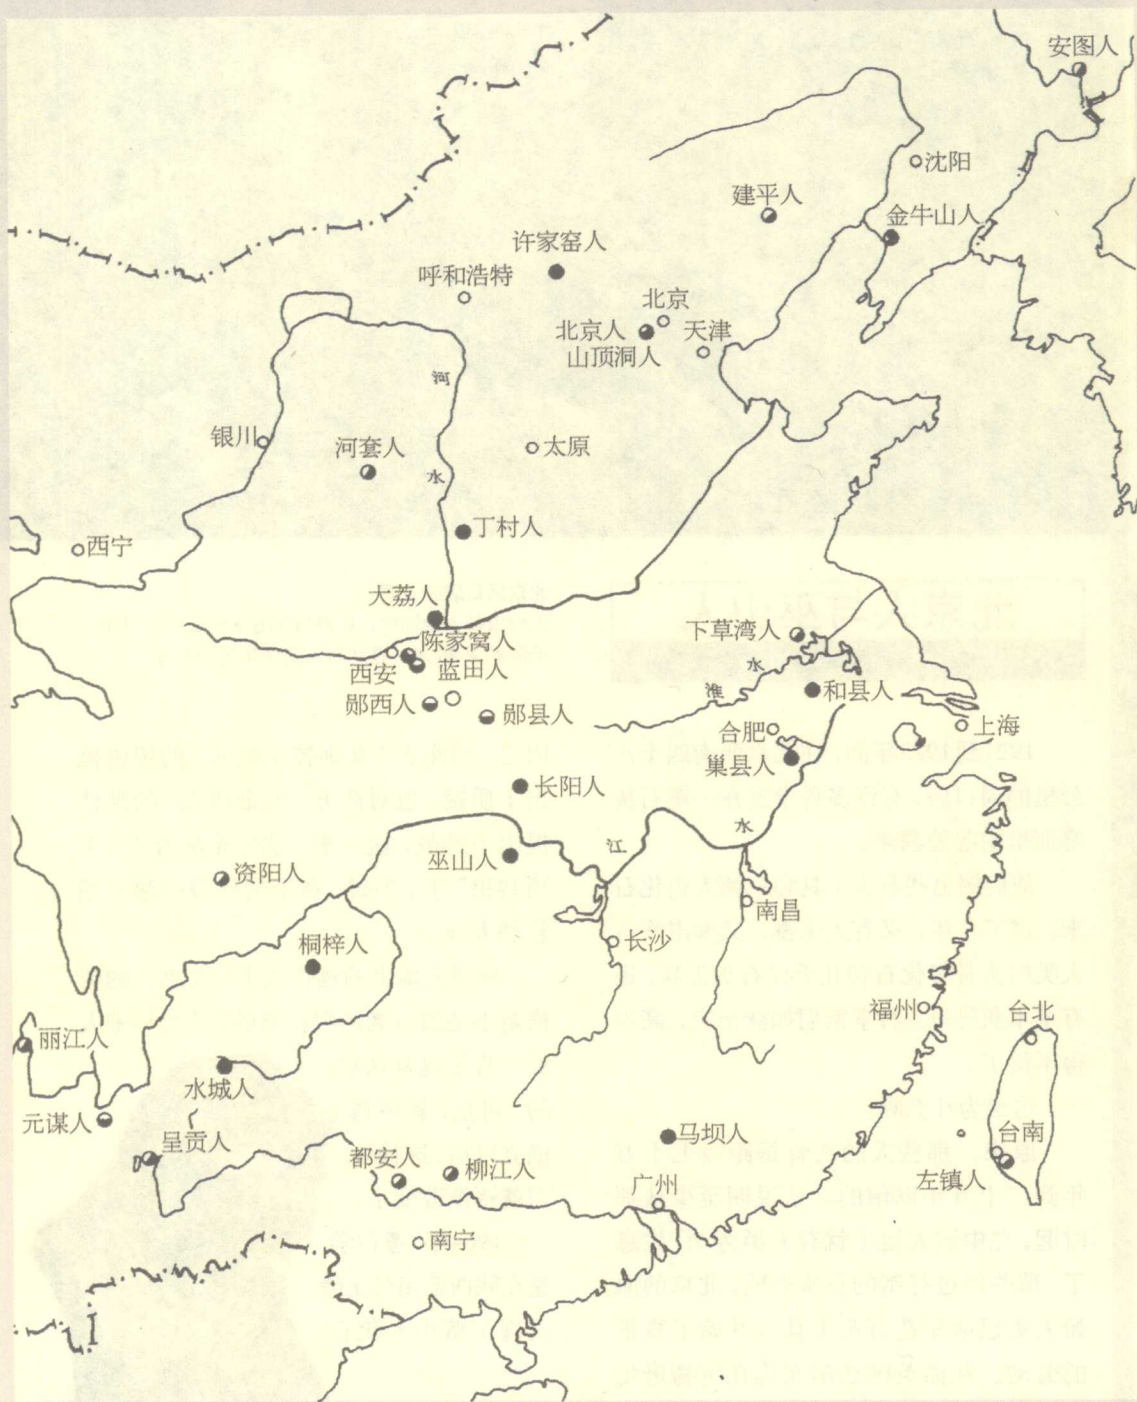 安图人
沈阳
建平人
金牛山人
许家窑人
呼和浩特
北京
北京人
天津
山顶洞人
河
银川
河套人
太原
水
丁村人
西宁
大荔人
陈家窝人
西安
蓝田人
郧西人
郧县人
下草湾人
水
淮
和县人
合肥
上海
巢县人
长阳人
水
江
巫山人
资阳人
南昌
长沙
桐梓人
福州
台北
丽江人
水城人
元谋人
呈贡人
马坝人
台南
都安人
柳江人
左镇人
广州
南宁